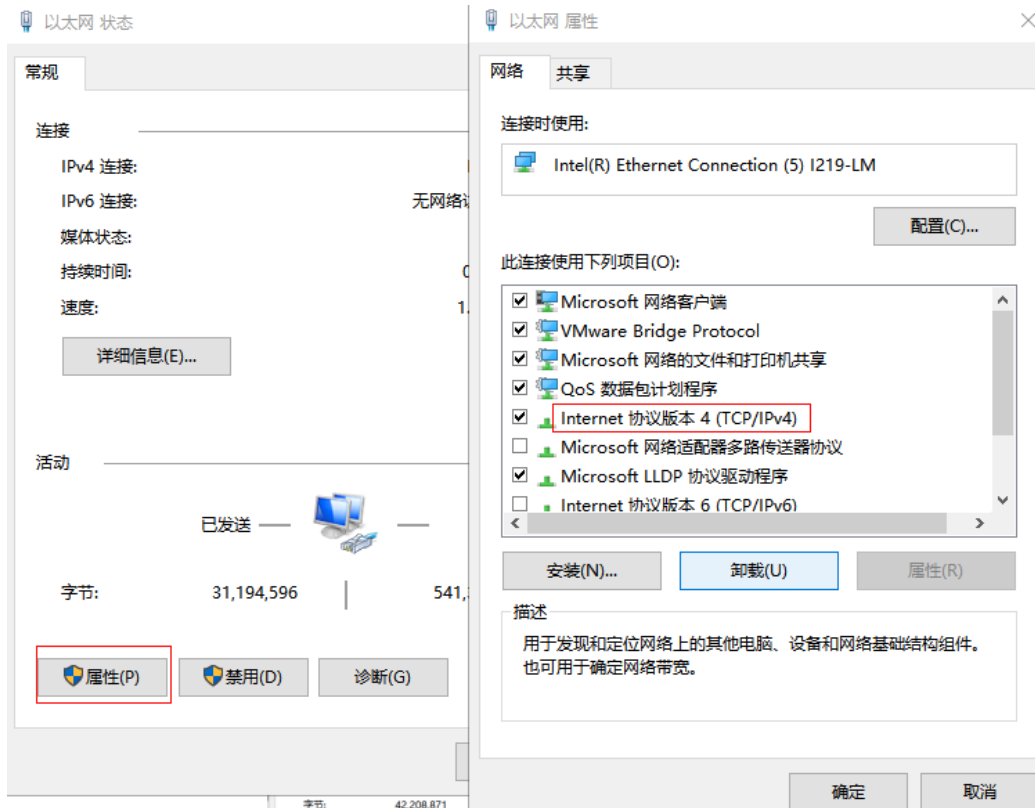 以太网 状态
常规
连接
IPv4 连接:
IPv6 连接:
无网络
媒体状态:
持续时间:
0
速度:
1.
详细信息(E)...
活动
已发送
字节:
31,194,596
541,
属性(P)
禁用(D)
诊断(G)
字节:
42,208,871
以太网 属性
网络
共享
连接时使用:
Intel(R) Ethernet Connection (5) I219-LM
配置(C)...
此连接使用下列项目(O):
Microsoft 网络客户端
VMware Bridge Protocol
Microsoft 网络的文件和打印机共享
QoS 数据包计划程序
Internet 协议版本 4 (TCP/IPv4)
Microsoft 网络适配器多路传送器协议
Microsoft LLDP 协议驱动程序
Internet 协议版本 6 (TCP/IPv6)
安装(N)...
卸载(U)
属性(R)
描述
用于发现和定位网络上的其他电脑、设备和网络基础结构组件。
也可用于确定网络带宽。
确定
取消